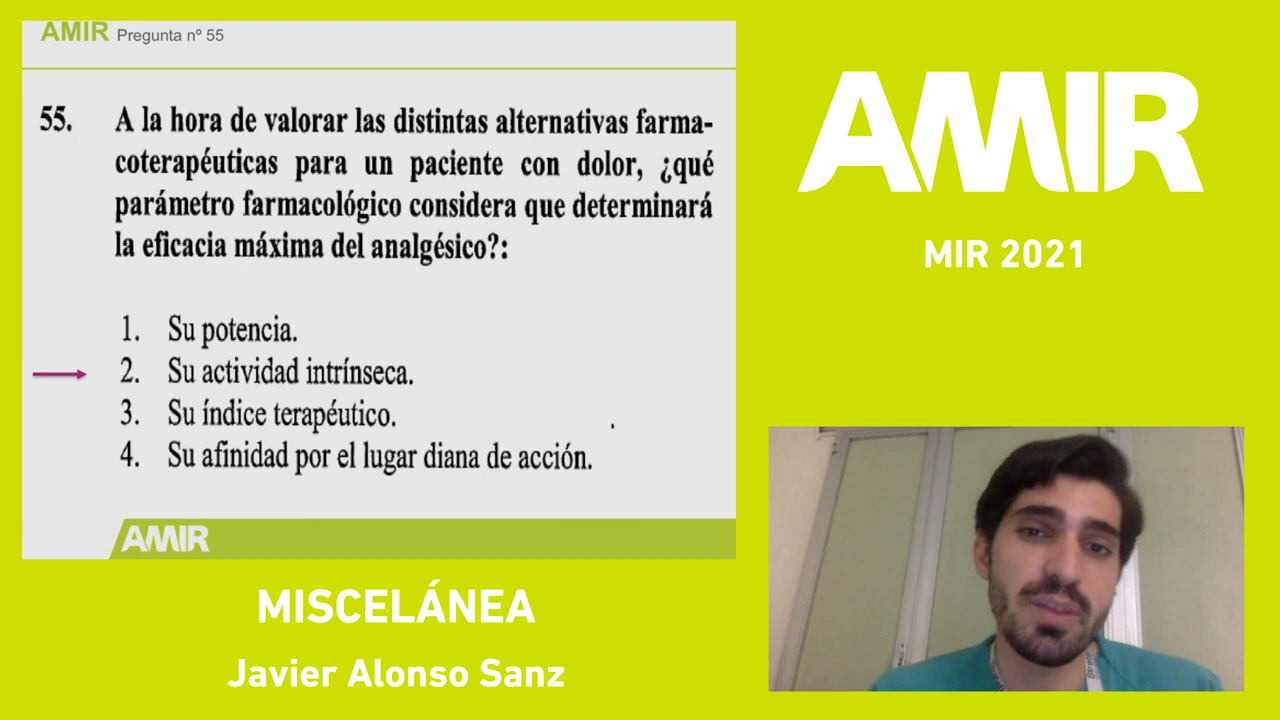 AMIR Pregunta nº 55
55. A la hora de valorar las distintas alternativas farma-
coterapéuticas para un paciente con dolor, ¿qué
parámetro farmacológico considera que determinará
la eficacia máxima del analgésico?:
1. Su potencia.
2. Su actividad intrínseca.
3. Su índice terapéutico.
4. Su afinidad por el lugar diana de acción.
AMIR
MISCELÁNEA
Javier Alonso Sanz
AMIR
MIR 2021